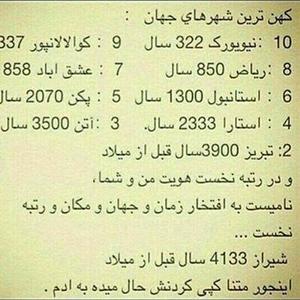 کهن ترین شهرهاي جهان :
10 :نیویورک 322 سال 9 : کوالالانپور 337
8 :ریاض 850 سال 7 : عشق آباد 858
6 : استانبول 1300 سال 5 : پکن 2070 سال
4 : استارا 2333 سال. 3 :آتن 3500 سال
2: تبریز 3900سال قبل از میلاد
و در رتبه نخست هویت من و شما،
نامیست به افتخار زمان و جهان و مکان و رتبه
نخست ...
شیراز 4133 سال قبل از میلاد
اینجور متنا کپی کردنش حال میده به ادم .